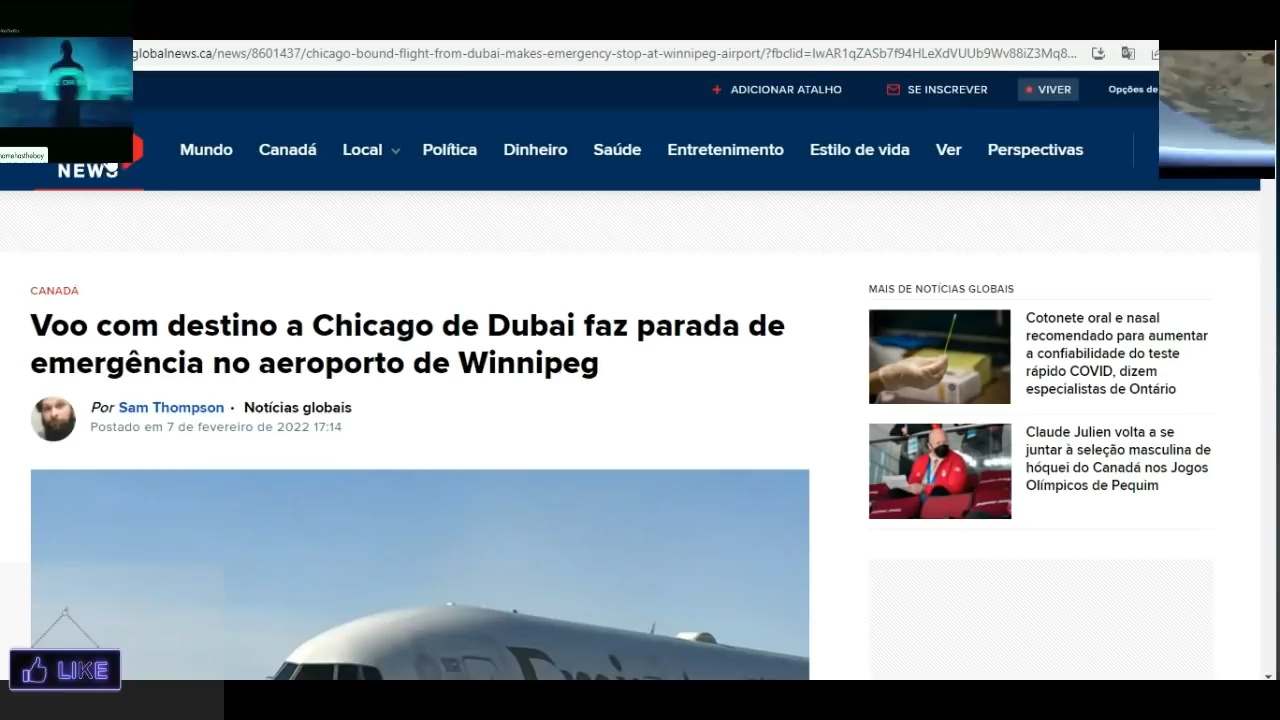 globalnews.ca/news/8601437/chicago-bound-flight-from-dubai-makes-emergency-stop-at-winnipeg-airport/?fbclid=IwAR1qZASb7f94HLeXdVUUb9Wv88iZ3Mq8...
ADICIONAR ATALHO
SE INSCREVER
VIVER
Opções de
NEWS
Mundo
Canadá
Local
Política
Dinheiro
Saúde
Entretenimento
Estilo de vida
Ver
Perspectivas
CANADÁ
Voo com destino a Chicago de Dubai faz parada de
emergência no aeroporto de Winnipeg
Por Sam Thompson · Notícias globais
Postado em 7 de fevereiro de 2022 17:14
MAIS DE NOTÍCIAS GLOBAIS
Cotonete oral e nasal
recomendado para aumentar
a confiabilidade do teste
rápido COVID, dizem
especialistas de Ontário
Claude Julien volta a se
juntar à seleção masculina de
hóquei do Canadá nos Jogos
Olímpicos de Pequim
LIKE